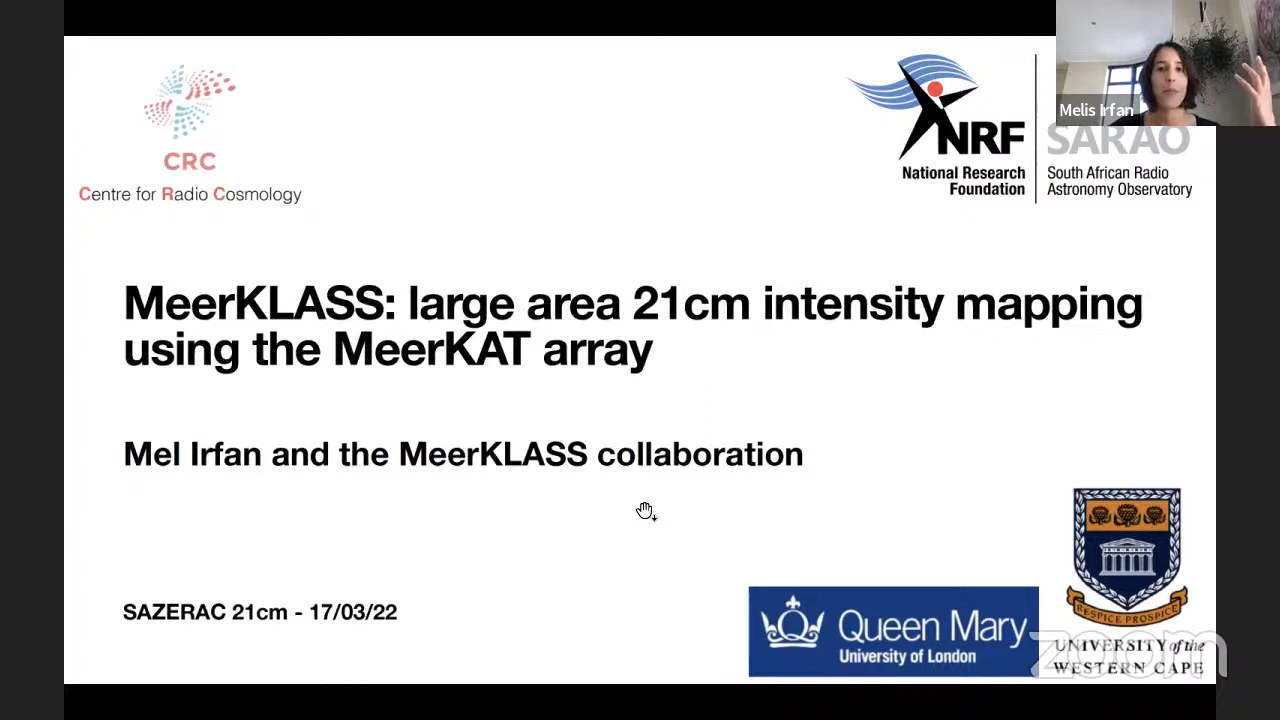 CRC
Centre for Radio Cosmology
NRF
National Research
Foundation
SARAO
South African Radio
Astronomy Observatory
Melis Irfan
MeerKLASS: large area 21cm intensity mapping
using the MeerKAT array
Mel Irfan and the MeerKLASS collaboration
SAZERAC 21cm - 17/03/22
Queen Mary
University of London
RESPICE PROSPICE
UNIVERSITY of the
WESTERN CAPE
zoom